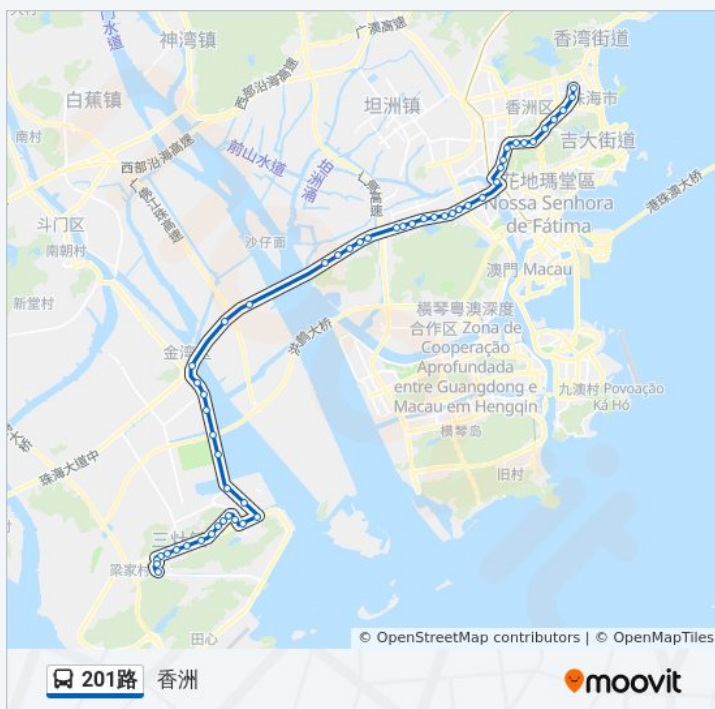 神湾镇
广澳高速
香湾街道
西部沿海高速
白蕉镇
坦洲镇
香洲区
珠海市
南村
前山水道
坦洲涌
吉大街道
西部沿海高速
花地瑪堂區
Nossa Senhora
de Fátima
港珠澳大桥
斗门区
南朝村
沙仔面
澳門 Macau
新堂村
金湾区
橫琴粵澳深度
合作区 Zona de
Cooperação
Aprofundada
entre Guangdong e
Macau em Hengqin
九澳村 Povoação
Ká Hó
橫琴岛
旧村
珠海大道中
三灶镇
梁家村
田心
© OpenStreetMap contributors | © OpenMapTiles
201路 香洲
moovit